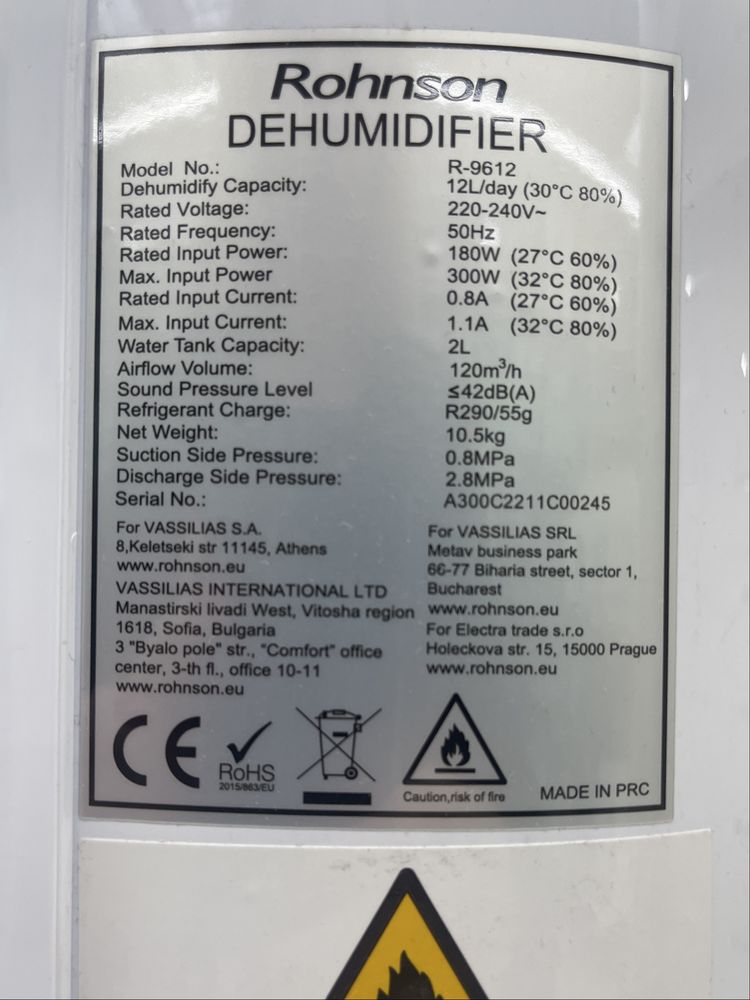 Rohnson
DEHUMIDIFIER
Model No.: R-9612
Dehumidify Capacity: 12L/day (30°C 80%)
Rated Voltage: 220-240V~
Rated Frequency: 50Hz
Rated Input Power: 180W (27°C 60%)
Max. Input Power 300W (32°C 80%)
Rated Input Current: 0.8A (27°C 60%)
Max. Input Current: 1.1A (32°C 80%)
Water Tank Capacity: 2L
Airflow Volume: 120m³/h
Sound Pressure Level ≤42dB(A)
Refrigerant Charge: R290/55g
Net Weight: 10.5kg
Suction Side Pressure: 0.8MPa
Discharge Side Pressure: 2.8MPa
Serial No.: A300C2211C00245
For VASSILIAS S.A.
8,Keletseki str 11145, Athens
www.rohnson.eu
VASSILIAS INTERNATIONAL LTD
Manastirski livadi West, Vitosha region
1618, Sofia, Bulgaria
3 "Byalo pole" str., "Comfort" office
center, 3-th fl., office 10-11
www.rohnson.eu
For VASSILIAS SRL
Metav business park
66-77 Biharia street, sector 1,
Bucharest
www.rohnson.eu
For Electra trade s.r.o
Holeckova str. 15, 15000 Prague
www.rohnson.eu
CE
RoHS
2015/863/EU
Caution,risk of fire
MADE IN PRC